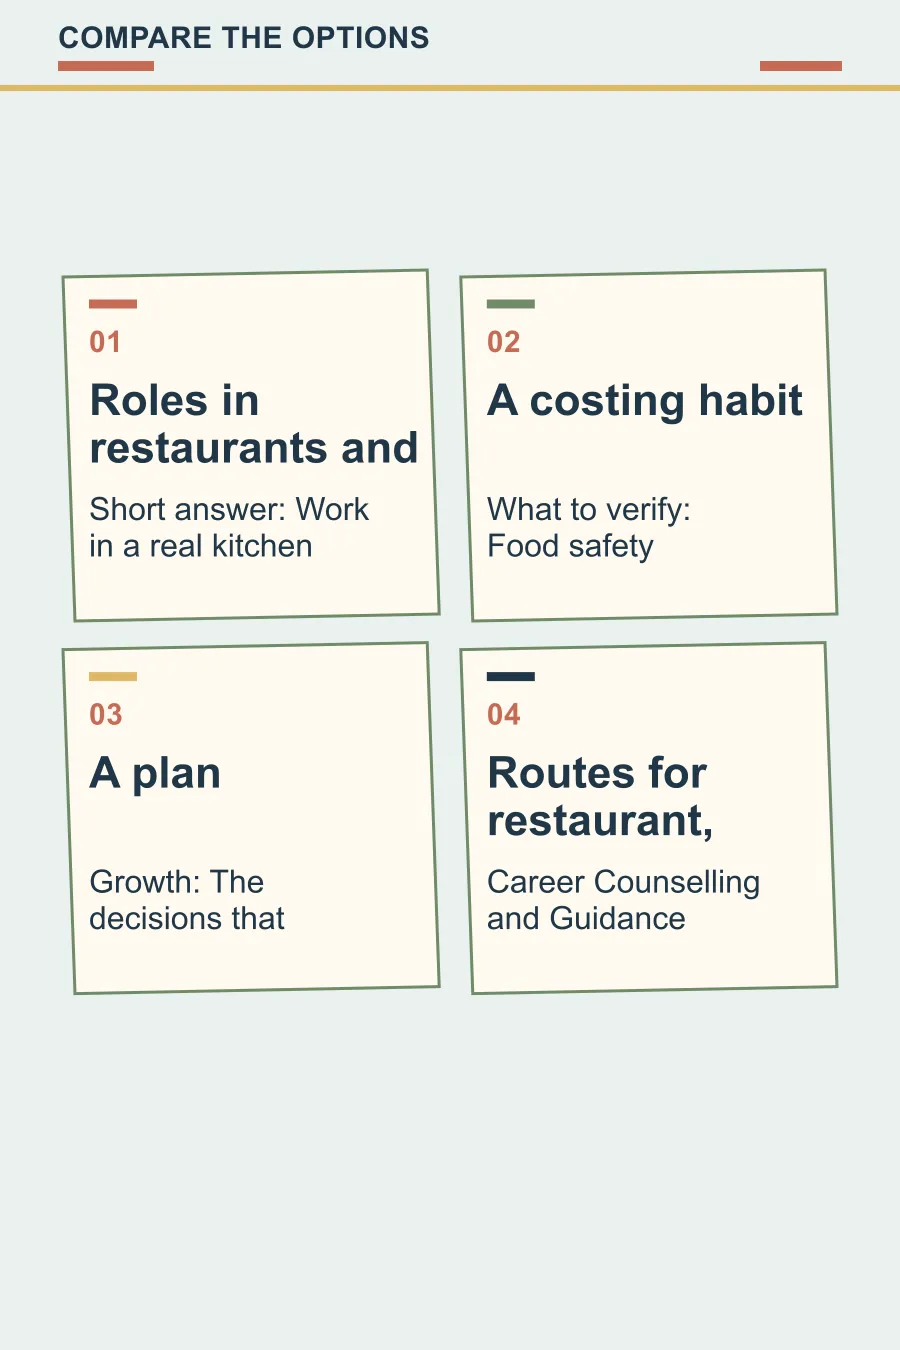 COMPARE THE OPTIONS
01
Roles in
restaurants and
Short answer: Work
in a real kitchen
02
A costing habit
What to verify:
Food safety
03
A plan
Growth: The
decisions that
04
Routes for
restaurant,
Career Counselling
and Guidance